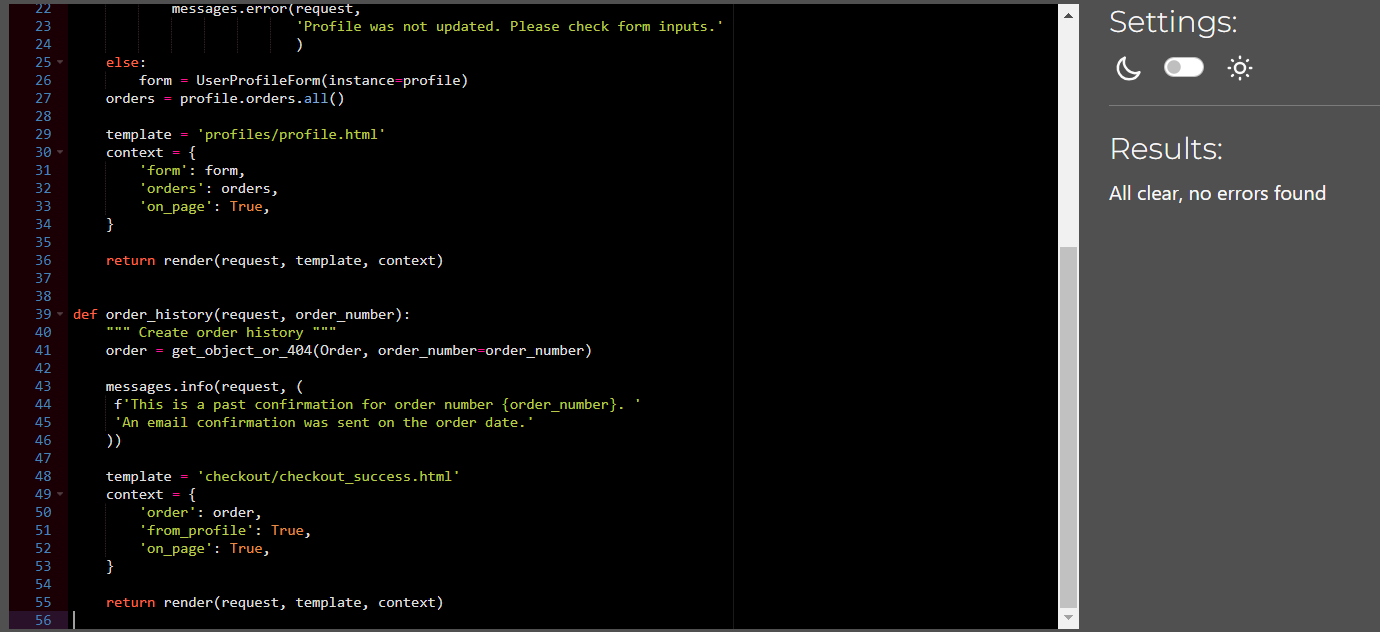 22 messages.error(request,
23 'Profile was not updated. Please check form inputs.'
24 )
25 else:
26 form = UserProfileForm(instance=profile)
27 orders = profile.orders.all()
28
29 template = 'profiles/profile.html'
30 context = {
31 'form': form,
32 'orders': orders,
33 'on_page': True,
34 }
35
36 return render(request, template, context)
37
38
39 def order_history(request, order_number):
40 """ Create order history """
41 order = get_object_or_404(Order, order_number=order_number)
42
43 messages.info(request, (
44 f'This is a past confirmation for order number {order_number}. '
45 'An email confirmation was sent on the order date.'
46 ))
47
48 template = 'checkout/checkout_success.html'
49 context = {
50 'order': order,
51 'from_profile': True,
52 'on_page': True,
53 }
54
55 return render(request, template, context)
56
Settings:
Results:
All clear, no errors found